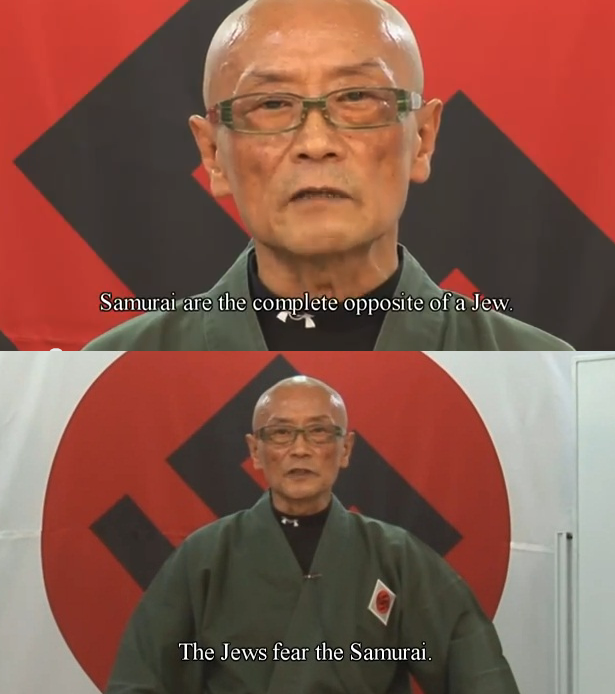 Samurai are the complete opposite of a Jew.
The Jews fear the Samurai.